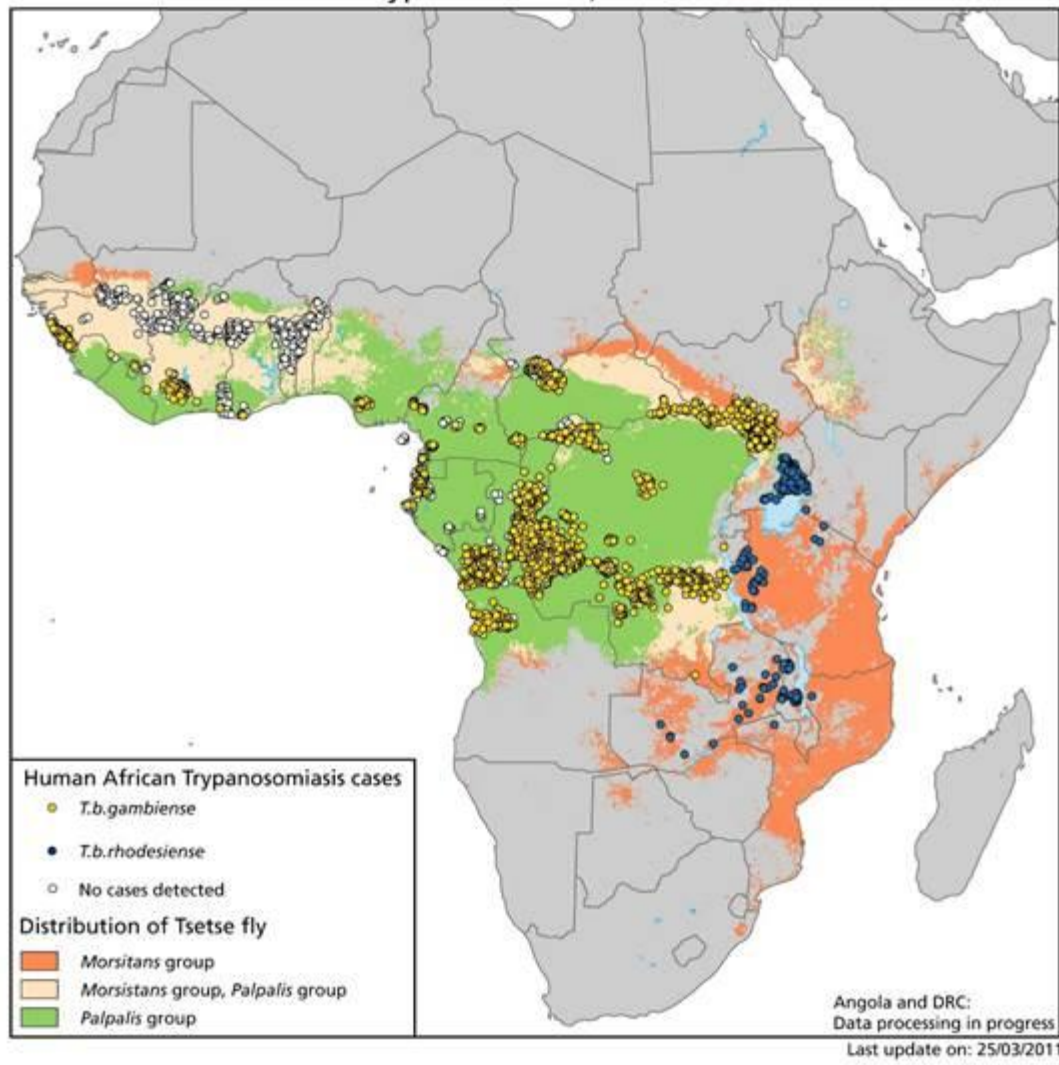 Human African Trypanosomiasis cases
T.b.gambiense
T.b.rhodesiense
No cases detected
Distribution of Tsetse fly
Morsitans group
Morsistans group, Palpalis group
Palpalis group
Angola and DRC:
Data processing in progress
Last update on: 25/03/2011